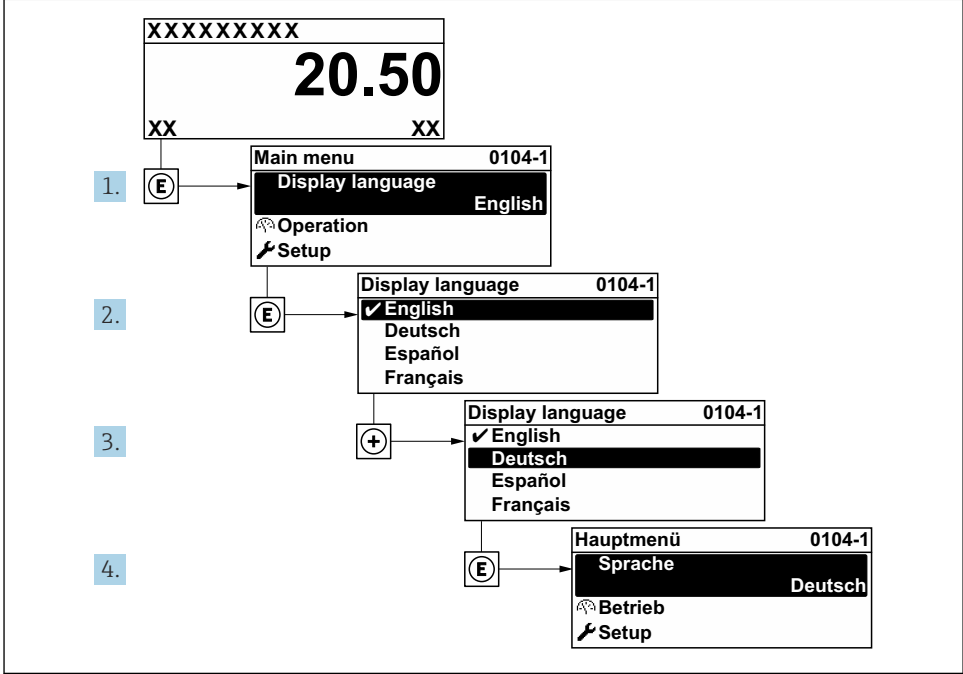 XXXXXXXXX
20.50
XX XX
Main menu 0104-1
1. E Display language
English
Operation
Setup
Display language 0104-1
2. E ✔English
Deutsch
Español
Français
Display language 0104-1
3. + ✔English
Deutsch
Español
Français
Hauptmenü 0104-1
4. E Sprache
Deutsch
Betrieb
Setup